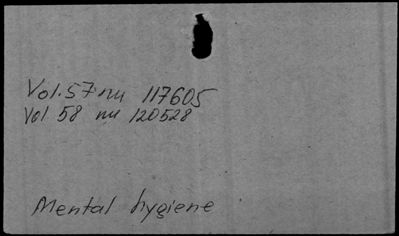 Vol. 57 nu 117605
Vol 58 nu 120528
Mental hygiene